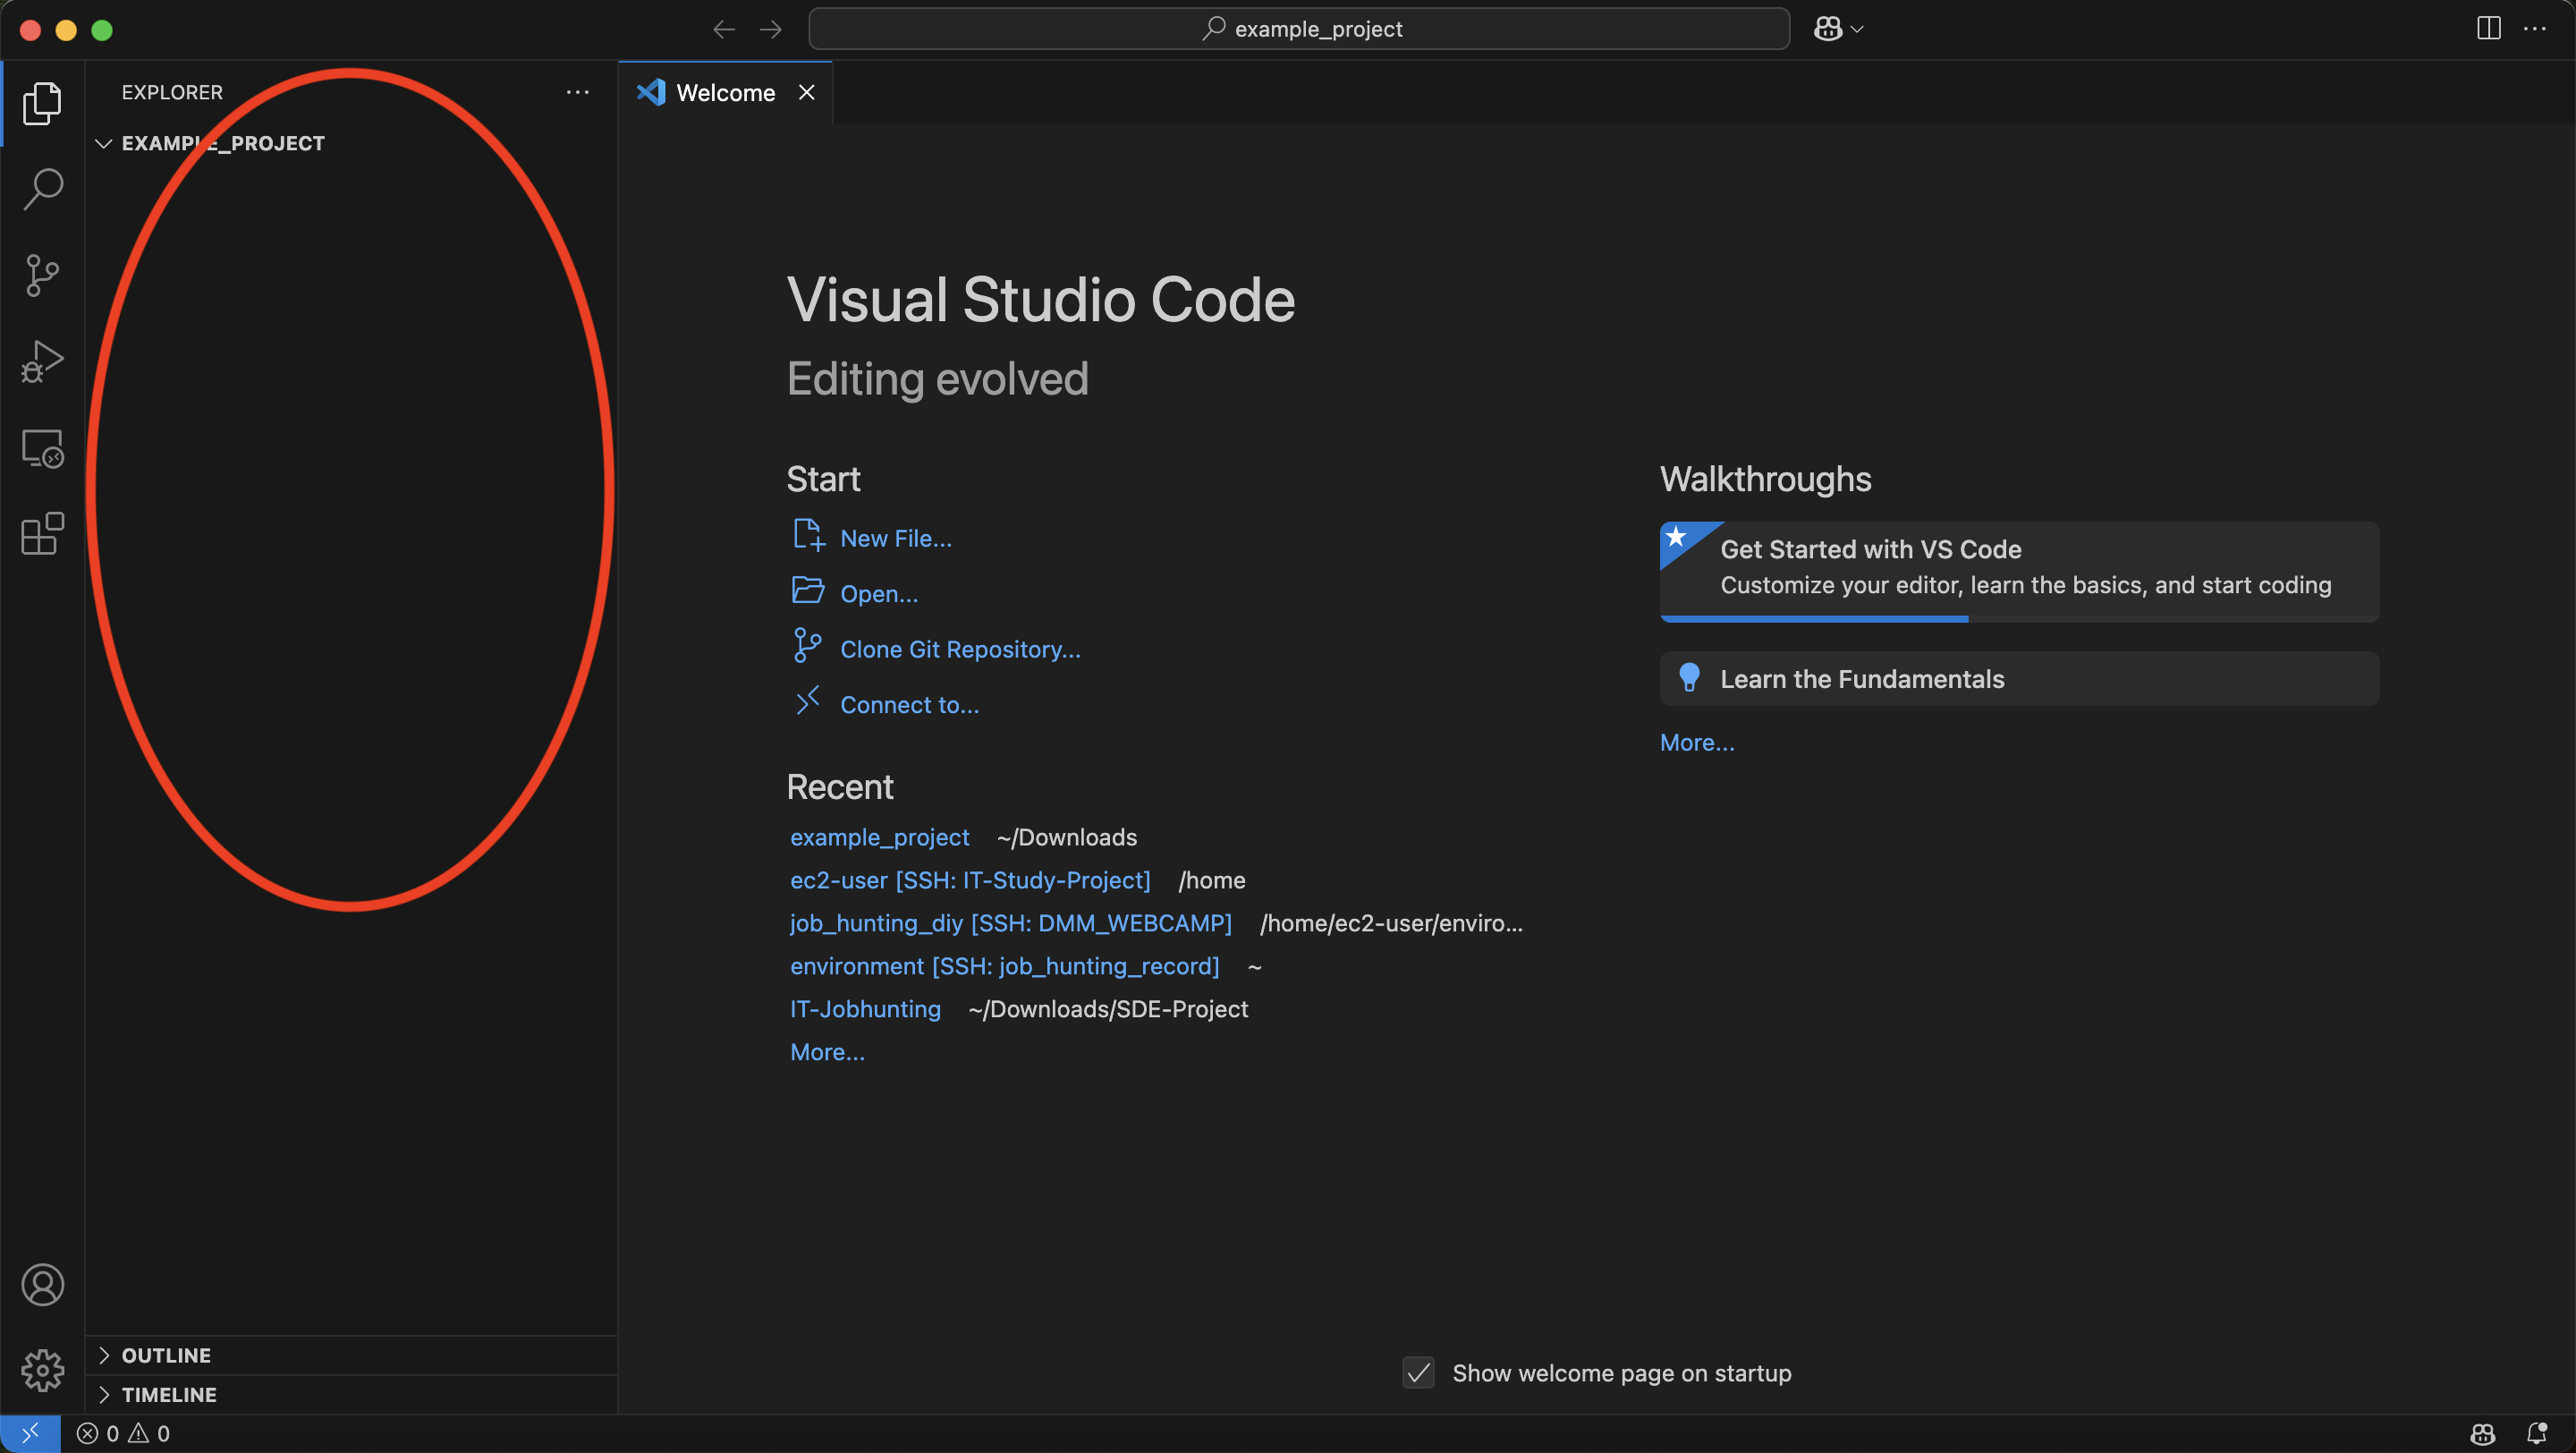 example_project
EXPLORER
EXAMPLE_PROJECT
Welcome
Visual Studio Code
Editing evolved
Start
New File...
Open...
Clone Git Repository...
Connect to...
Recent
example_project ~/Downloads
ec2-user [SSH: IT-Study-Project] /home
job_hunting_diy [SSH: DMM_WEBCAMP] /home/ec2-user/enviro...
environment [SSH: job_hunting_record] ~
IT-Jobhunting ~/Downloads/SDE-Project
More...
Walkthroughs
Get Started with VS Code
Customize your editor, learn the basics, and start coding
Learn the Fundamentals
More...
Show welcome page on startup
OUTLINE
TIMELINE
0 0